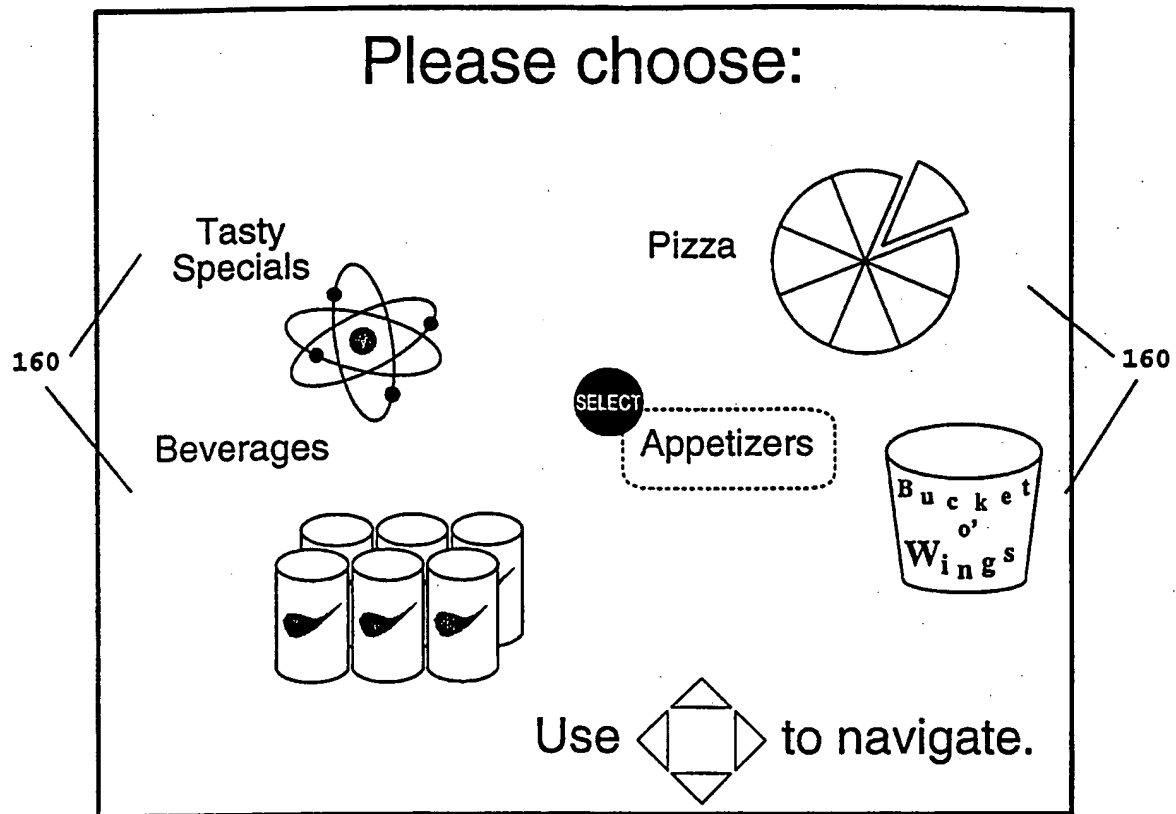 Please choose:
Tasty
Specials
Pizza
160
160
SELECT
Appetizers
Beverages
Bucket
o'
Wings
Use to navigate.